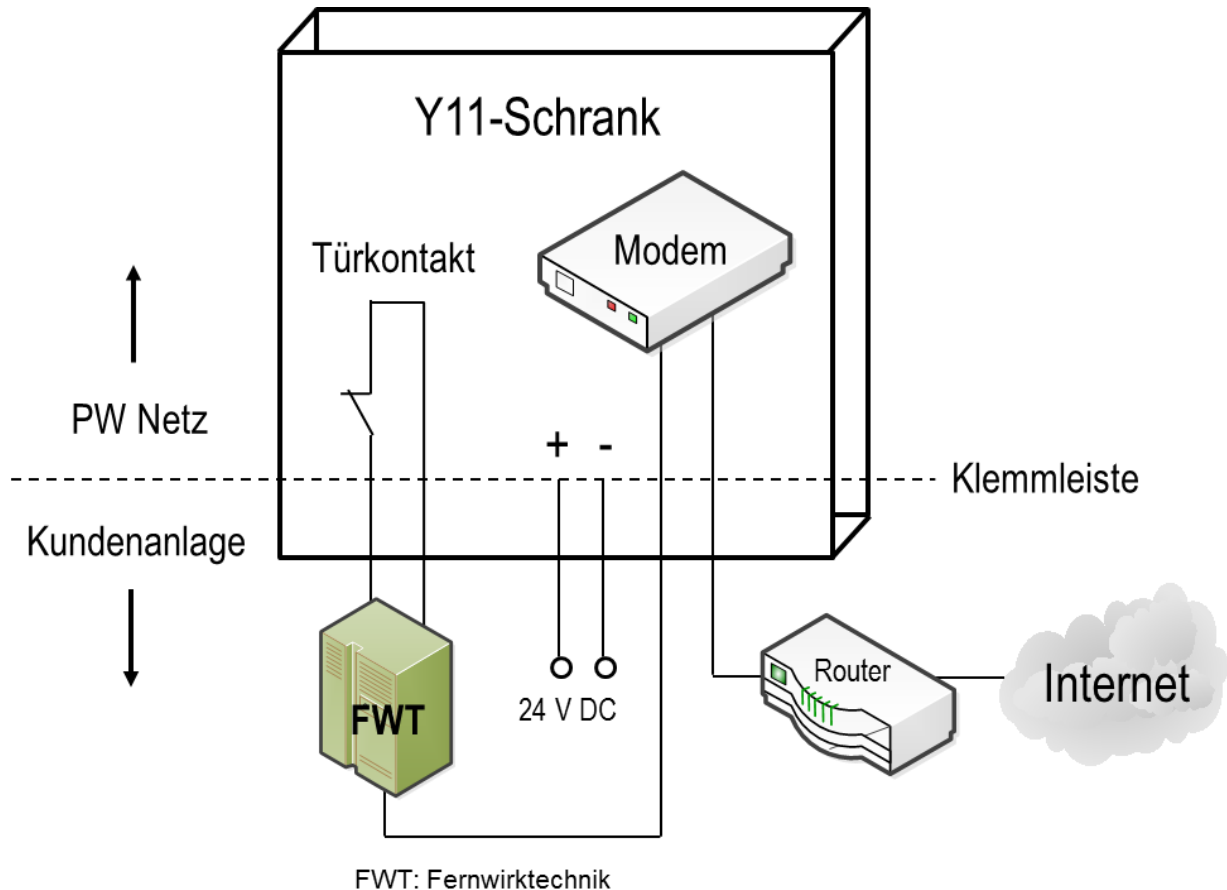 Y11-Schrank
Modem
Türkontakt
PW Netz
+ -
Klemmleiste
Kundenanlage
FWT
24 V DC
Router
Internet
FWT: Fernwirktechnik